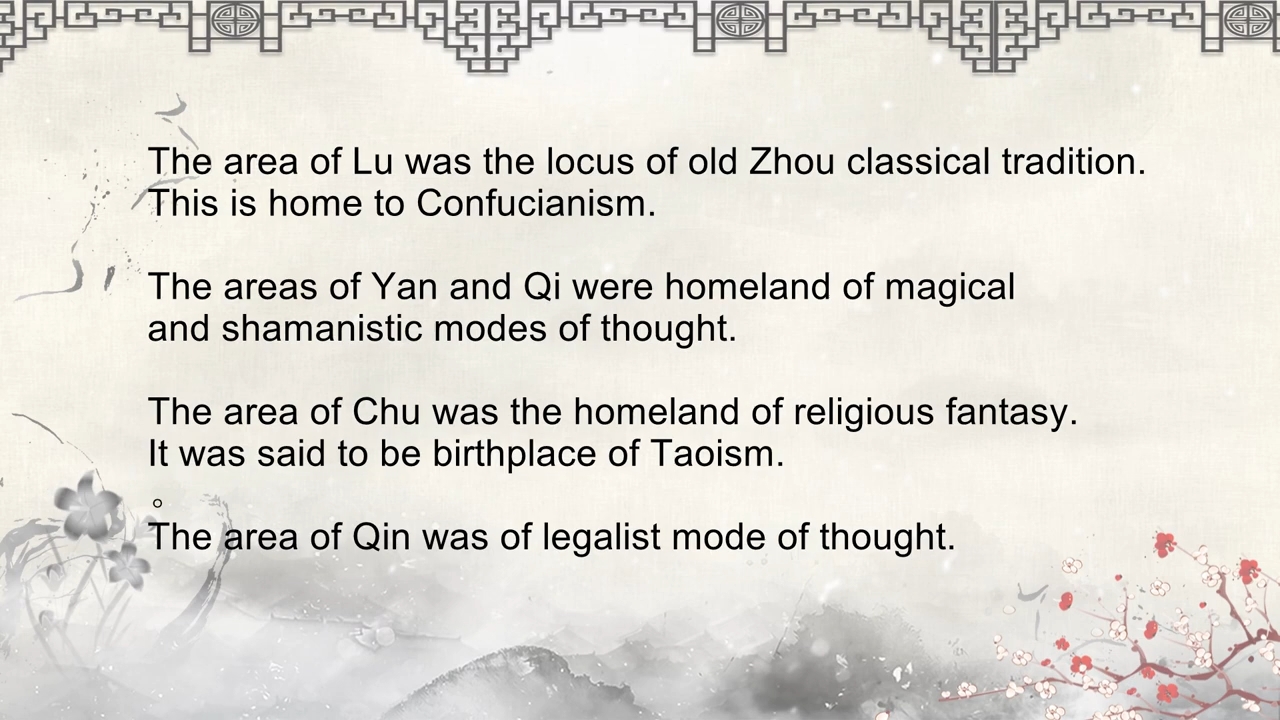 The area of Lu was the locus of old Zhou classical tradition.
This is home to Confucianism.
The areas of Yan and Qi were homeland of magical
and shamanistic modes of thought.
The area of Chu was the homeland of religious fantasy.
It was said to be birthplace of Taoism.
。
The area of Qin was of legalist mode of thought.